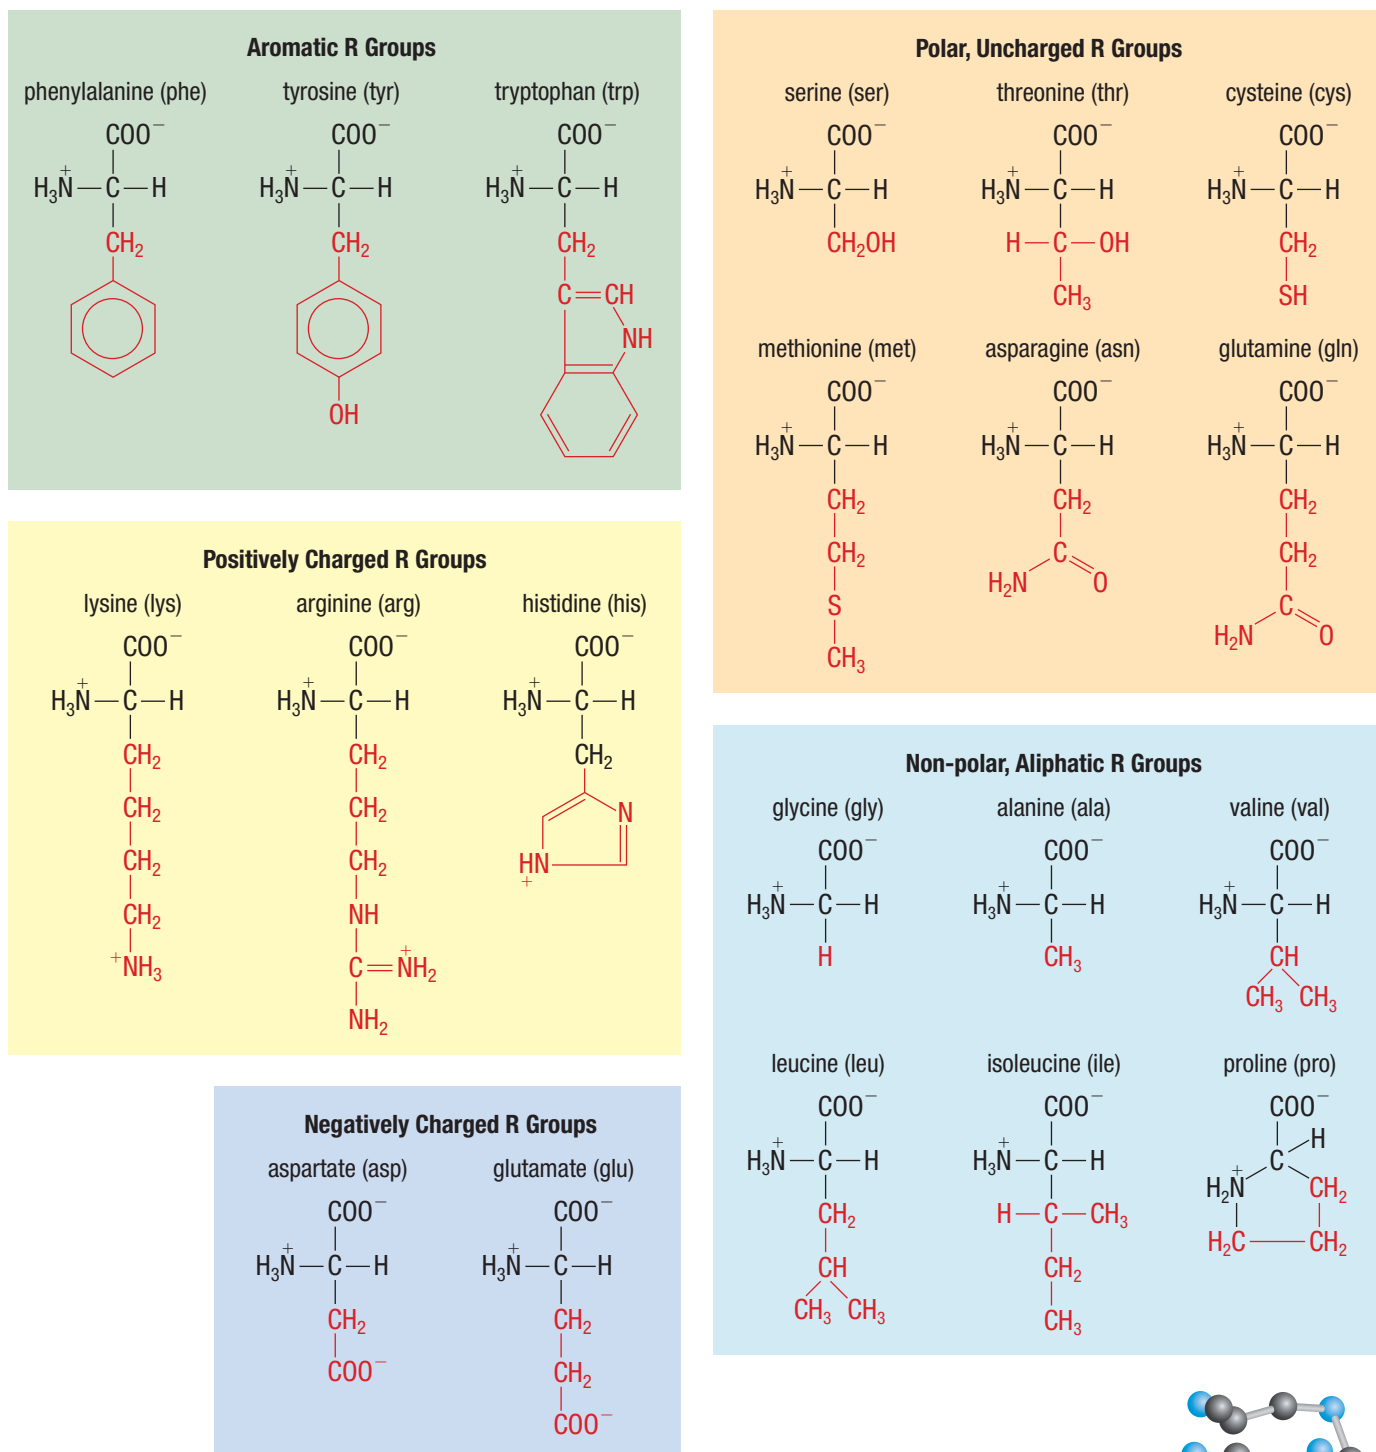 Aromatic R Groups
phenylalanine (phe) tyrosine (tyr) tryptophan (trp)
COO⁻ COO⁻ COO⁻
H₃N⁺—C—H H₃N⁺—C—H H₃N⁺—C—H
CH₂ CH₂ CH₂
C=CH
NH
OH
Positively Charged R Groups
lysine (lys) arginine (arg) histidine (his)
COO⁻ COO⁻ COO⁻
H₃N⁺—C—H H₃N⁺—C—H H₃N⁺—C—H
CH₂ CH₂ CH₂
CH₂ CH₂ N
CH₂ CH₂ HN⁺
CH₂ NH
⁺NH₃ C=N⁺H₂
NH₂
Negatively Charged R Groups
aspartate (asp) glutamate (glu)
COO⁻ COO⁻
H₃N⁺—C—H H₃N⁺—C—H
CH₂ CH₂
COO⁻ CH₂
COO⁻
Polar, Uncharged R Groups
serine (ser) threonine (thr) cysteine (cys)
COO⁻ COO⁻ COO⁻
H₃N⁺—C—H H₃N⁺—C—H H₃N⁺—C—H
CH₂OH H—C—OH CH₂
CH₃ SH
methionine (met) asparagine (asn) glutamine (gln)
COO⁻ COO⁻ COO⁻
H₃N⁺—C—H H₃N⁺—C—H H₃N⁺—C—H
CH₂ CH₂ CH₂
CH₂ C CH₂
H₂N O
S C
H₂N O
CH₃
Non-polar, Aliphatic R Groups
glycine (gly) alanine (ala) valine (val)
COO⁻ COO⁻ COO⁻
H₃N⁺—C—H H₃N⁺—C—H H₃N⁺—C—H
H CH₃ CH
CH₃ CH₃
leucine (leu) isoleucine (ile) proline (pro)
COO⁻ COO⁻ COO⁻
H
H₃N⁺—C—H H₃N⁺—C—H C
H₂N⁺ CH₂
CH₂ H—C—CH₃
H₂C CH₂
CH CH₂
CH₃ CH₃ CH₃